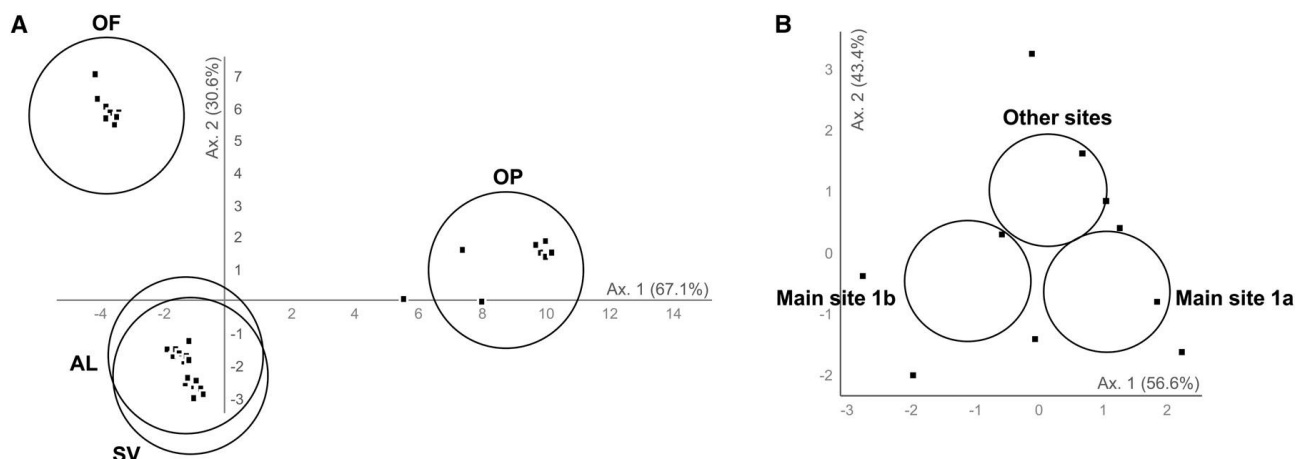 A
OF
Ax. 2 (30.6%)
7
6
5
4
3
2
1
OP
Ax. 1 (67.1%)
-4 -2 2 4 6 8 10 12 14
-1
-2
-3
AL
SV
B
Ax. 2 (43.4%)
3
2
1
0
-1
-2
Other sites
Main site 1b
Main site 1a
Ax. 1 (56.6%)
-3 -2 -1 0 1 2